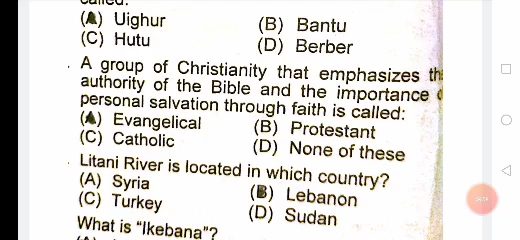 called:
(A) Uighur (B) Bantu
(C) Hutu (D) Berber
A group of Christianity that emphasizes the
authority of the Bible and the importance
personal salvation through faith is called:
(A) Evangelical (B) Protestant
(C) Catholic (D) None of these
Litani River is located in which country?
(A) Syria (B) Lebanon
(C) Turkey (D) Sudan
What is “Ikebana”?